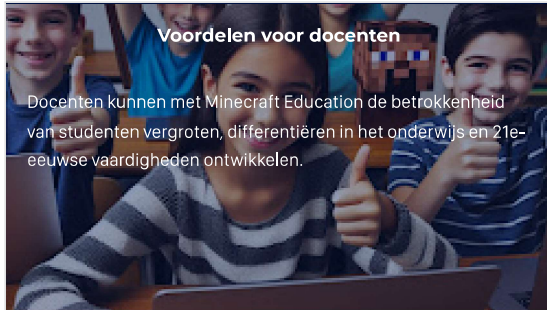 Voordelen voor docenten
Docenten kunnen met Minecraft Education de betrokkenheid
van studenten vergroten, differentiëren in het onderwijs en 21e-
eeuwse vaardigheden ontwikkelen.